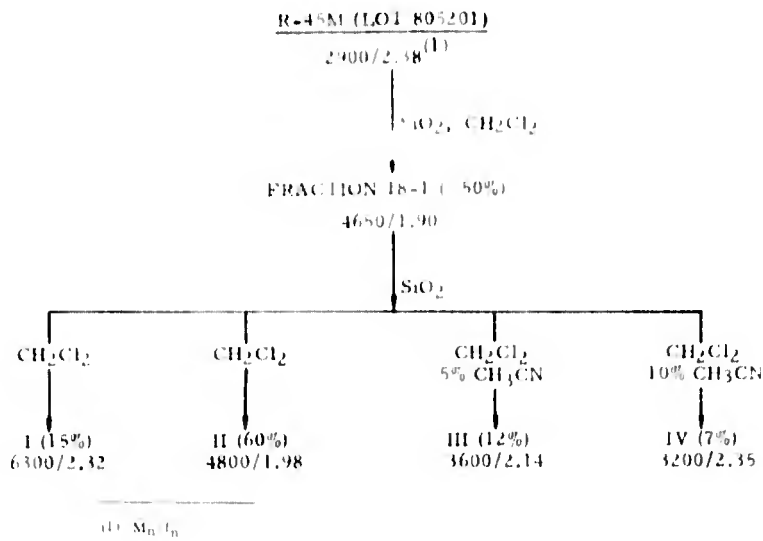 R-45M (LOT 805201)
2900/2.38(1)
SiO2, CH2Cl2
FRACTION 18-1 (50%)
4650/1.90
SiO2
CH2Cl2 CH2Cl2 CH2Cl2 CH2Cl2
5% CH3CN 10% CH3CN
I (15%) II (60%) III (12%) IV (7%)
6300/2.32 4800/1.98 3600/2.14 3200/2.35
(1) Mn/fn